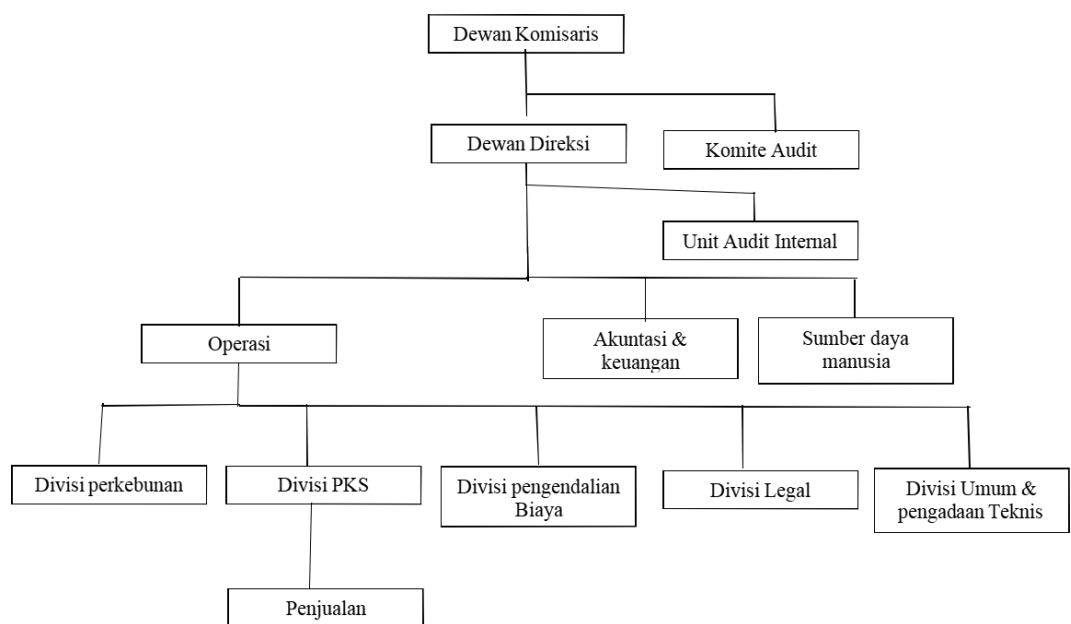 Dewan Komisaris
Dewan Direksi
Komite Audit
Unit Audit Internal
Operasi
Akuntasi &
keuangan
Sumber daya
manusia
Divisi perkebunan
Divisi PKS
Divisi pengendalian
Biaya
Divisi Legal
Divisi Umum &
pengadaan Teknis
Penjualan